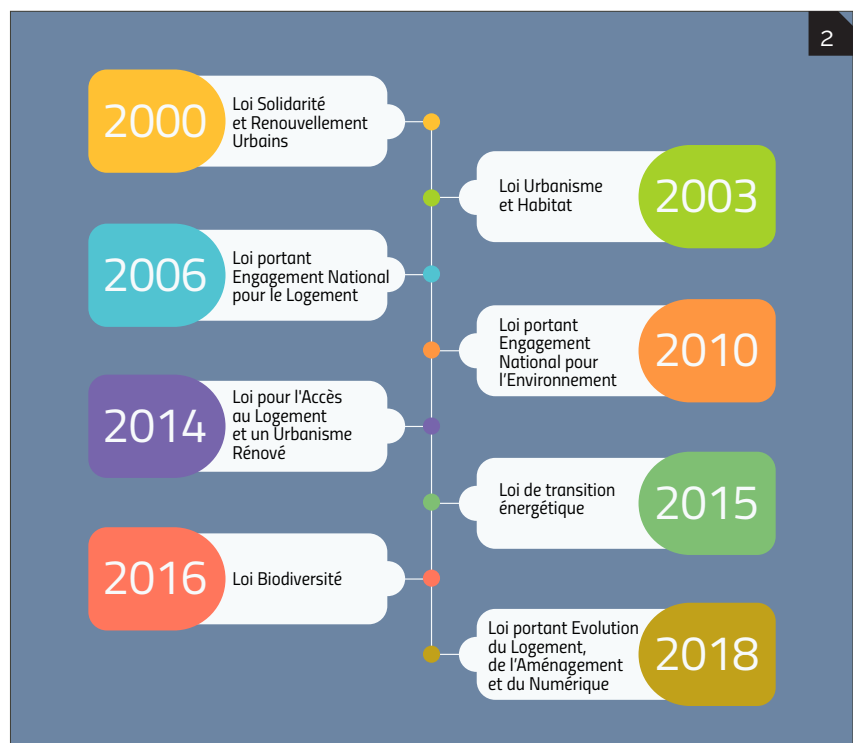 2
2000
Loi Solidarité
et Renouvellement
Urbains
Loi Urbanisme
et Habitat
2003
2006
Loi portant
Engagement National
pour le Logement
Loi portant
Engagement
National pour
l'Environnement
2010
2014
Loi pour l'Accès
au Logement
et un Urbanisme
Rénové
Loi de transition
énergétique
2015
2016
Loi Biodiversité
Loi portant Evolution
du Logement,
de l'Aménagement
et du Numérique
2018